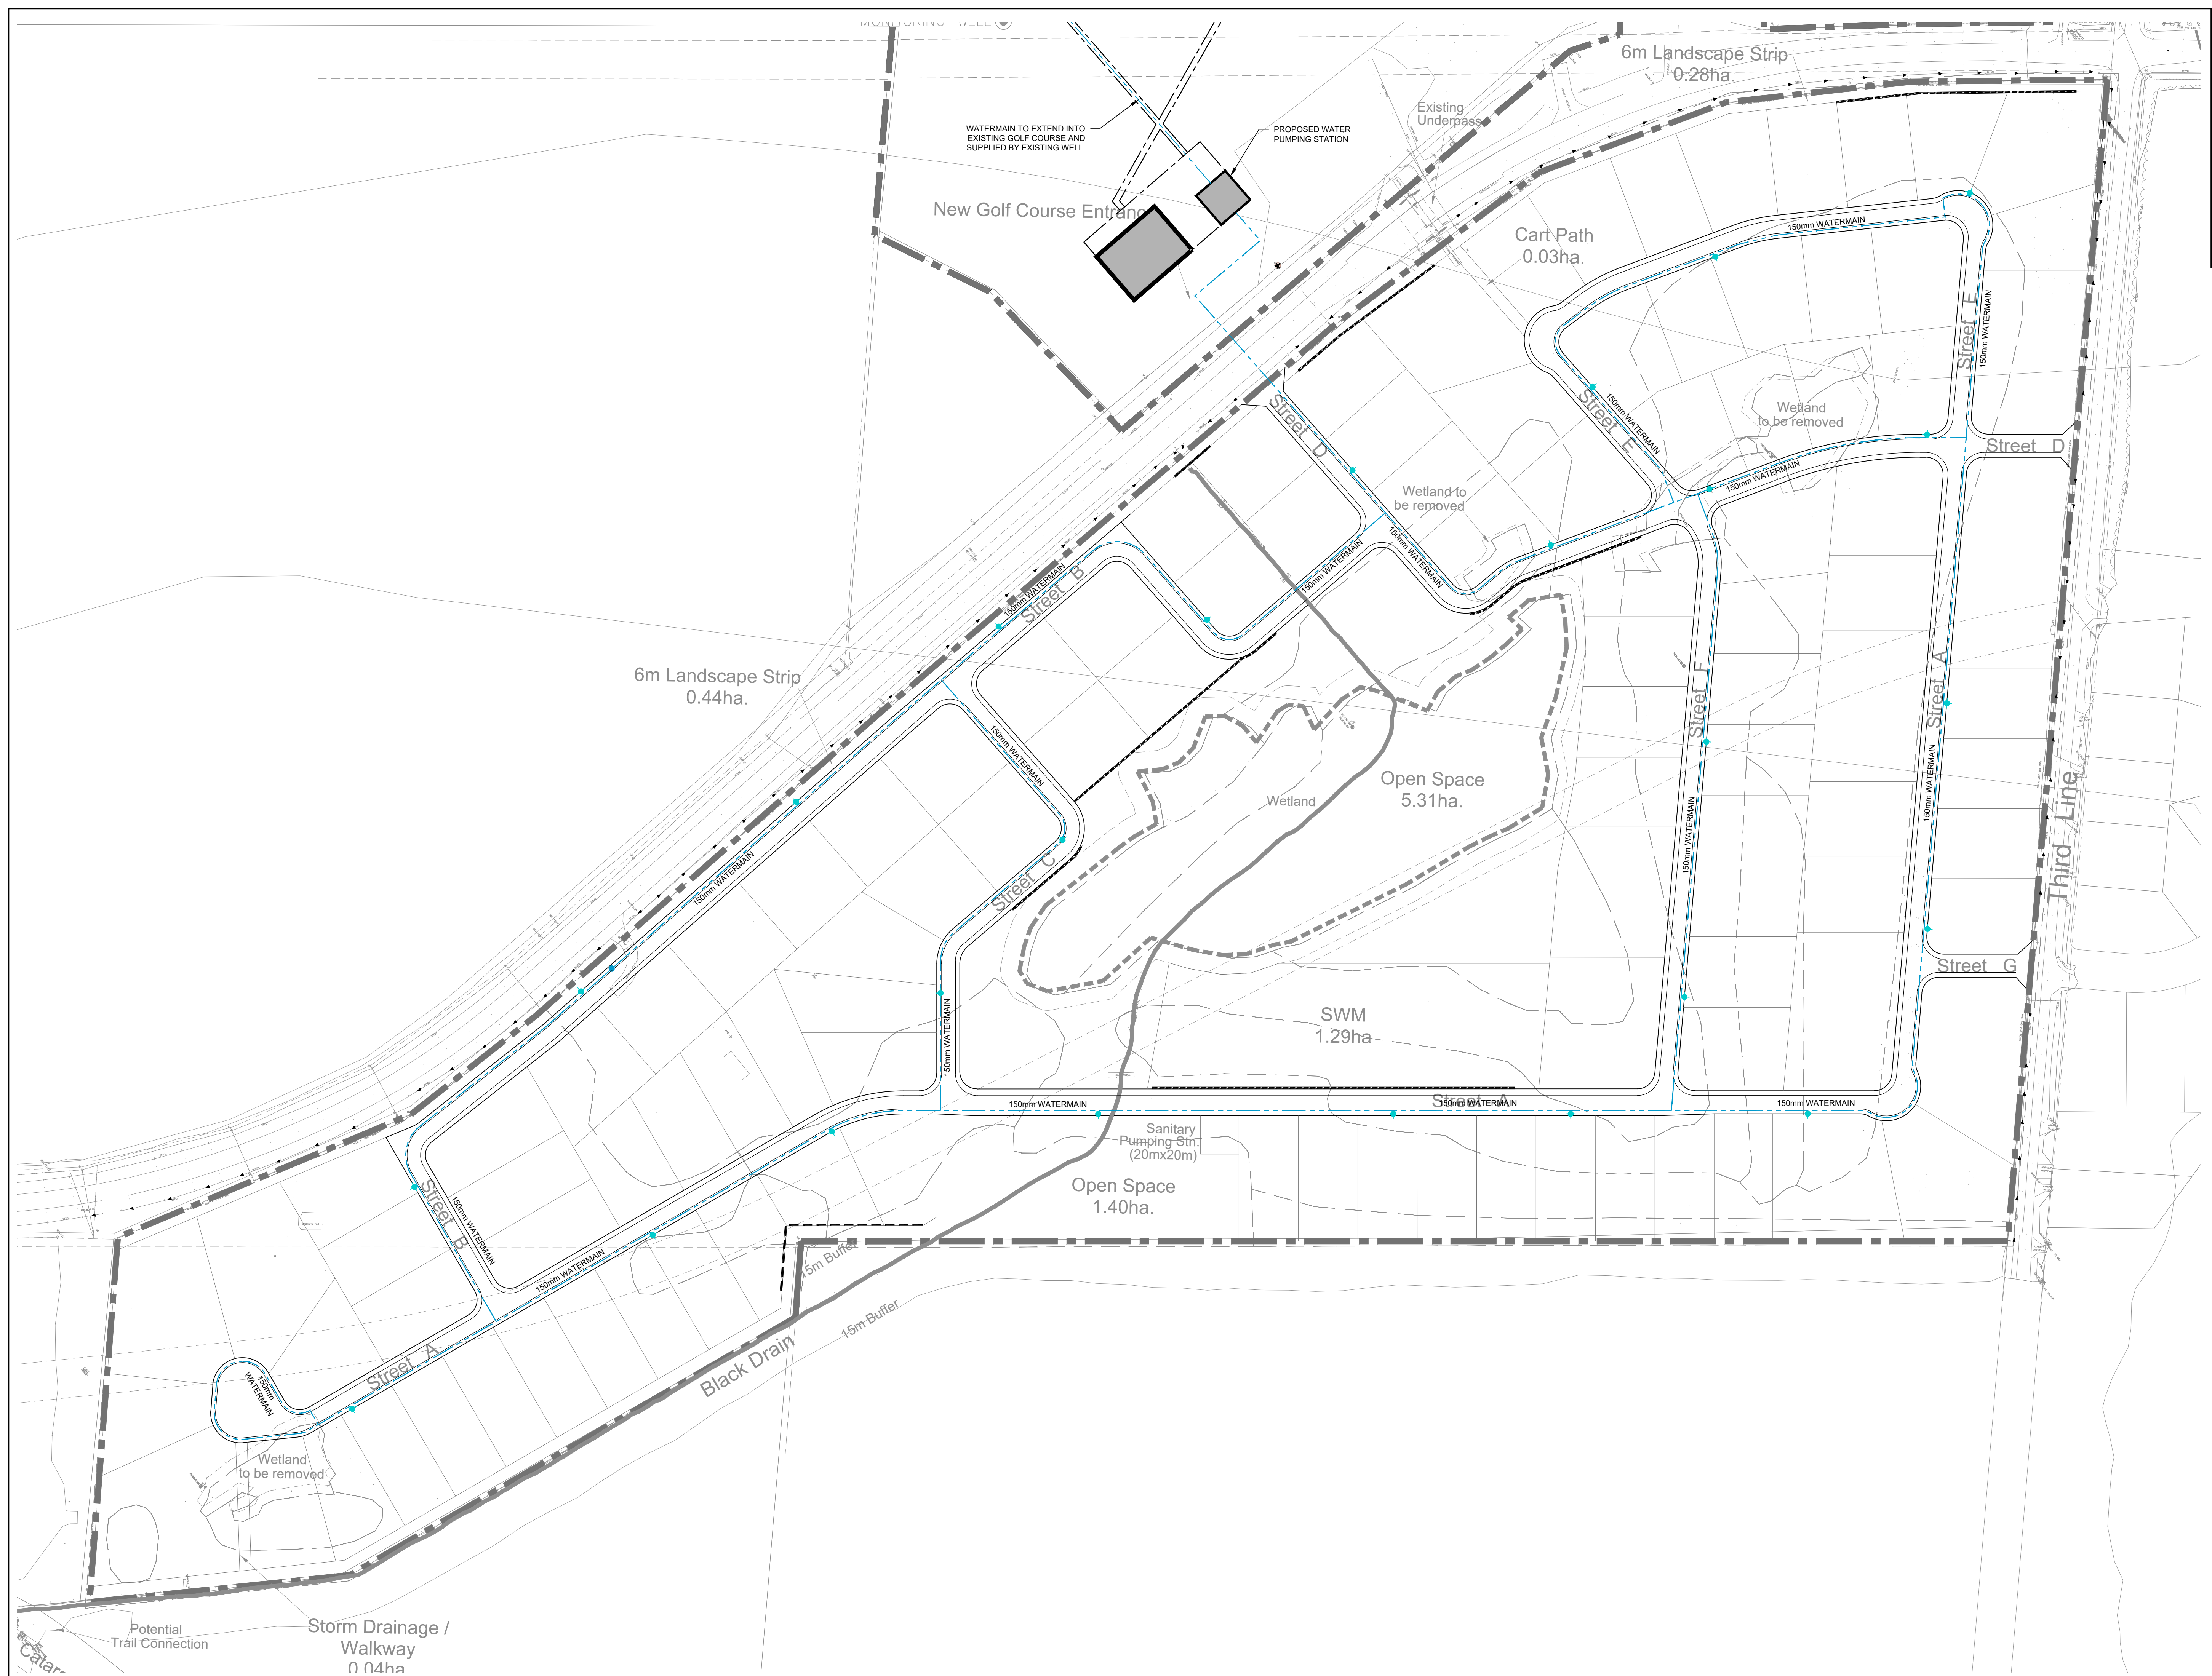 MONITORING WELL
6m Landscape Strip
0.28ha.
Existing
Underpass
WATERMAIN TO EXTEND INTO
EXISTING GOLF COURSE AND
SUPPLIED BY EXISTING WELL.
PROPOSED WATER
PUMPING STATION
New Golf Course Entranc
Cart Path
0.03ha.
150mm WATERMAIN
Street E
150mm WATERMAIN
Street D
Street E
150mm WATERMAIN
Wetland
to be removed
Street D
150mm WATERMAIN
Wetland to
be removed
150mm WATERMAIN
150mm WATERMAIN
150mm WATERMAIN
Street B
6m Landscape Strip
0.44ha.
150mm WATERMAIN
Street F
150mm WATERMAIN
Street A
150mm WATERMAIN
Third Line
Open Space
5.31ha.
Wetland
150mm WATERMAIN
Street C
Street G
150mm WATERMAIN
SWM
1.29ha
150mm WATERMAIN
Street A
150mm WATERMAIN
150mm WATERMAIN
Sanitary
Pumping Stn.
(20mx20m)
Open Space
1.40ha.
Street B
150mm WATERMAIN
150mm WATERMAIN
15m Buffer
15m Buffer
Black Drain
Street A
150mm
WATERMAIN
Wetland
to be removed
Potential
Trail Connection
Storm Drainage /
Walkway
0.04ha
Catar